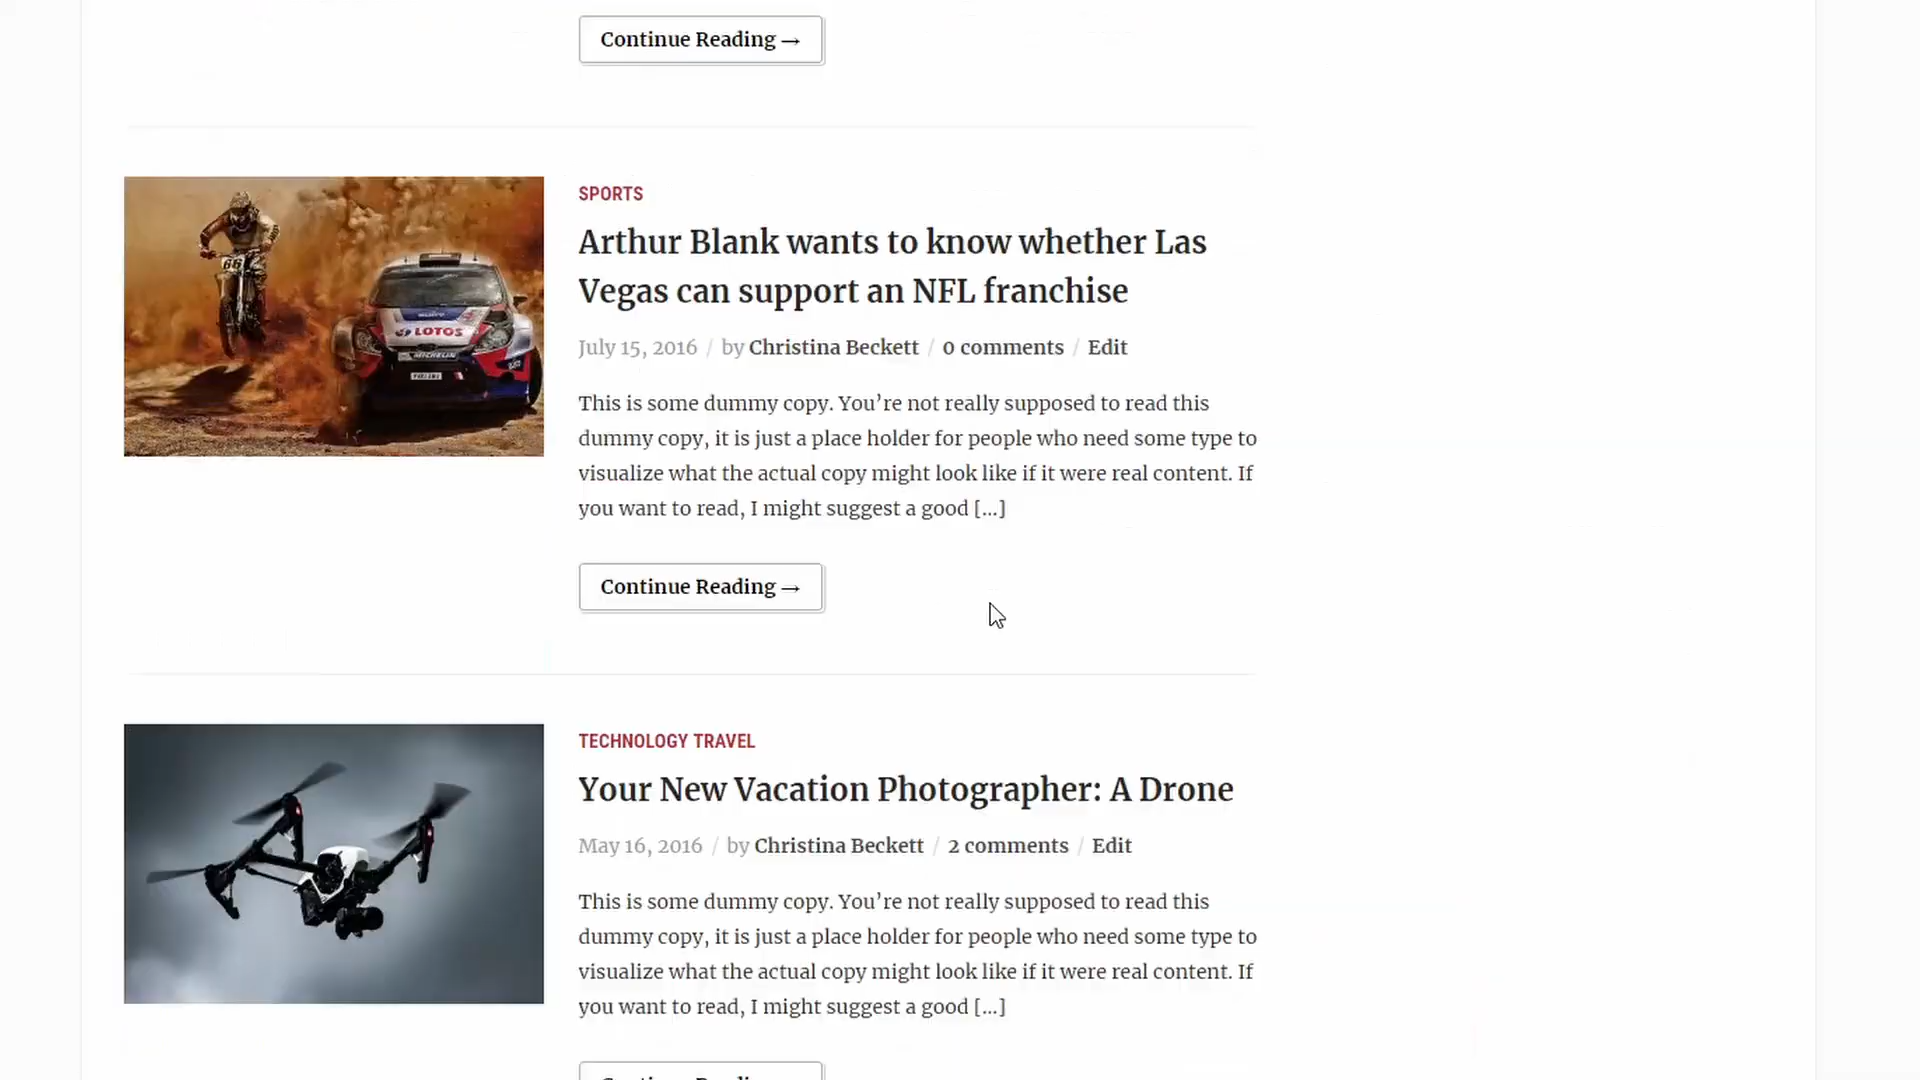 Continue Reading →
SPORTS
Arthur Blank wants to know whether Las
Vegas can support an NFL franchise
July 15, 2016 / by Christina Beckett / 0 comments / Edit
This is some dummy copy. You’re not really supposed to read this
dummy copy, it is just a place holder for people who need some type to
visualize what the actual copy might look like if it were real content. If
you want to read, I might suggest a good [...]
Continue Reading →
66
LOTOS
MICHELIN
TECHNOLOGY TRAVEL
Your New Vacation Photographer: A Drone
May 16, 2016 / by Christina Beckett / 2 comments / Edit
This is some dummy copy. You’re not really supposed to read this
dummy copy, it is just a place holder for people who need some type to
visualize what the actual copy might look like if it were real content. If
you want to read, I might suggest a good [...]